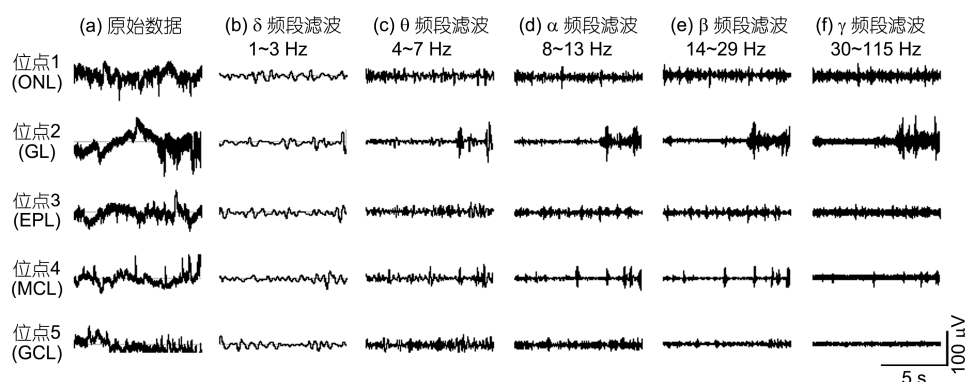 (a) 原始数据
(b) δ 频段滤波
1~3 Hz
(c) θ 频段滤波
4~7 Hz
(d) α 频段滤波
8~13 Hz
(e) β 频段滤波
14~29 Hz
(f) γ 频段滤波
30~115 Hz
位点1
(ONL)
位点2
(GL)
位点3
(EPL)
位点4
(MCL)
位点5
(GCL)
100 μV
5 s